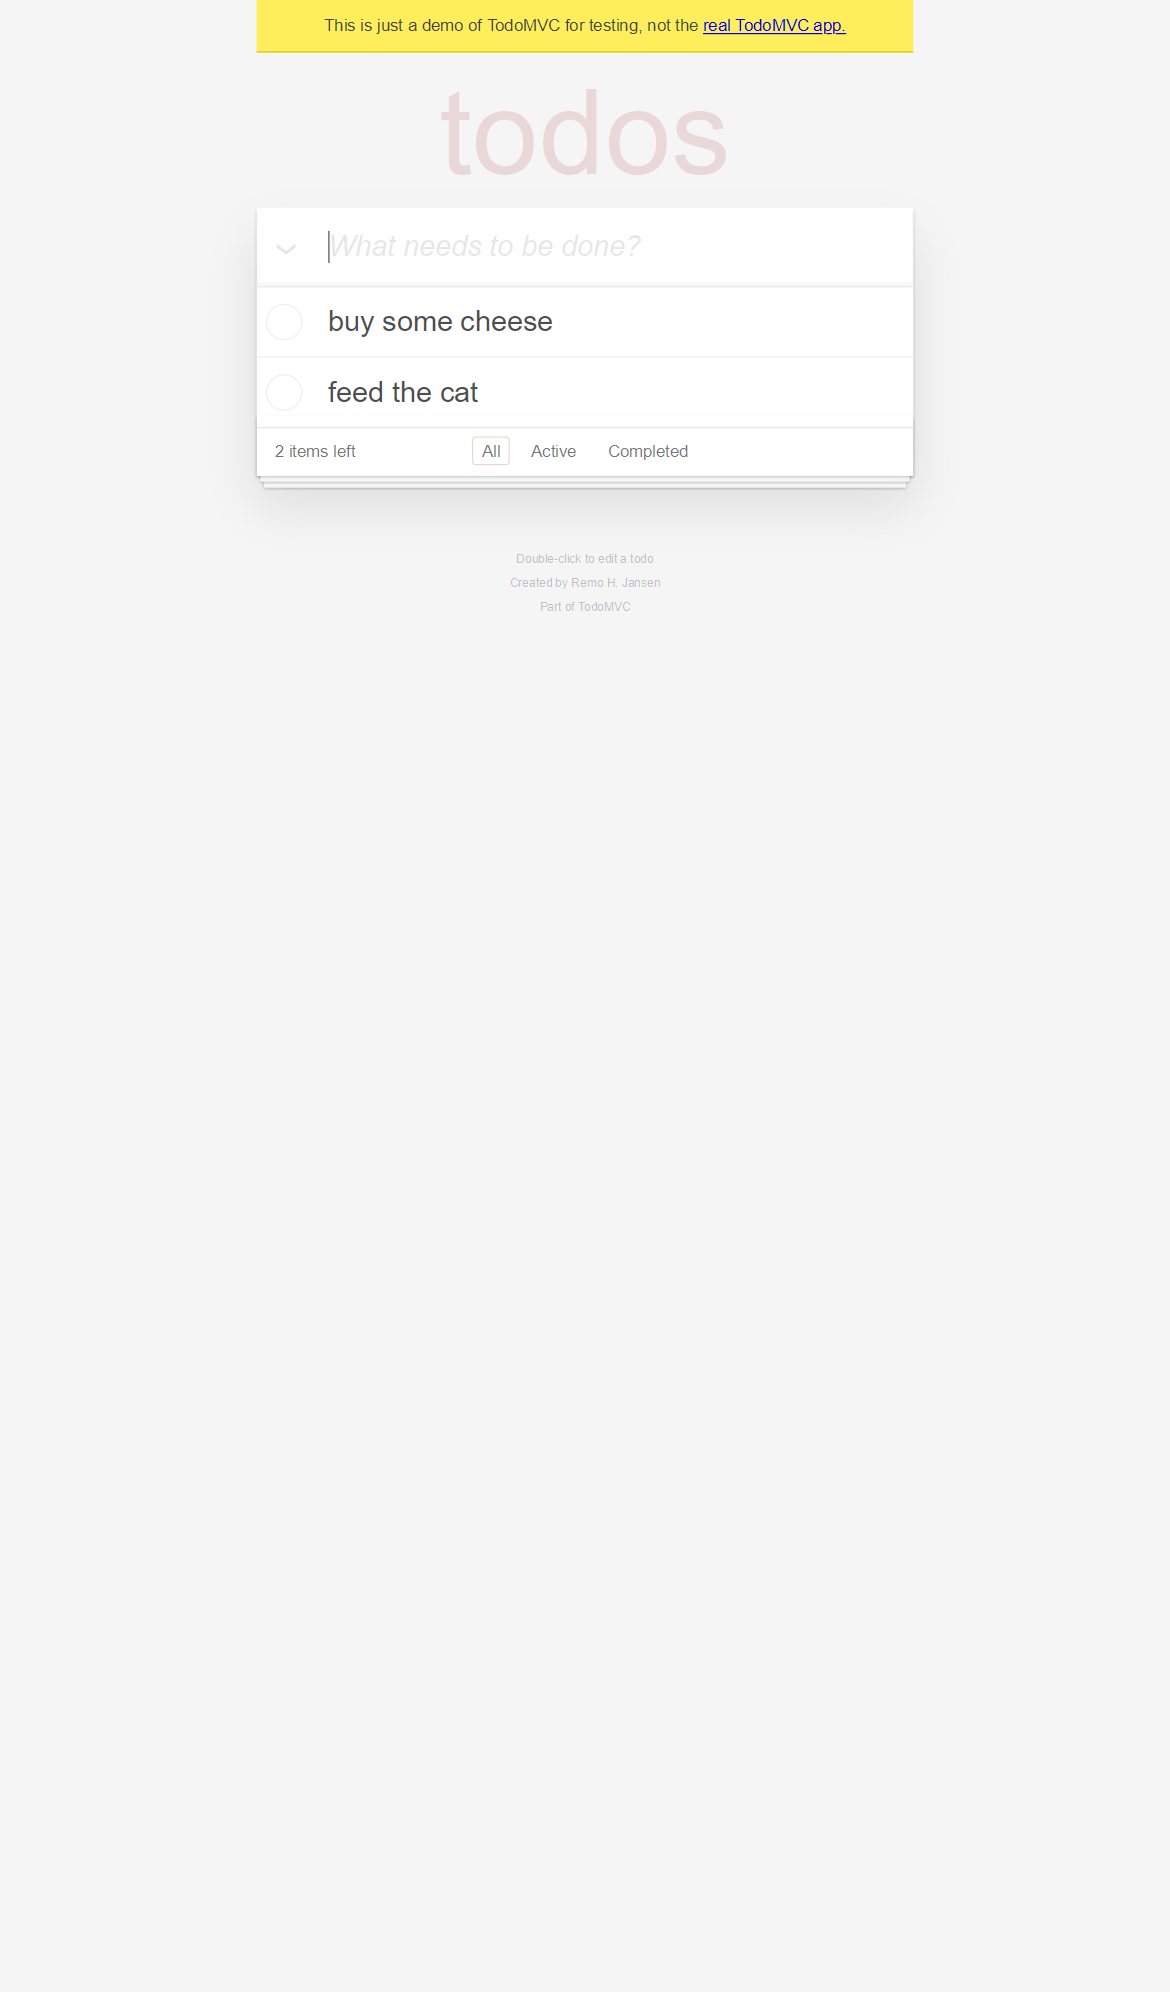 This is just a demo of TodoMVC for testing, not the real TodoMVC app.
todos
What needs to be done?
buy some cheese
feed the cat
2 items left All Active Completed
Double-click to edit a todo
Created by Remo H. Jansen
Part of TodoMVC